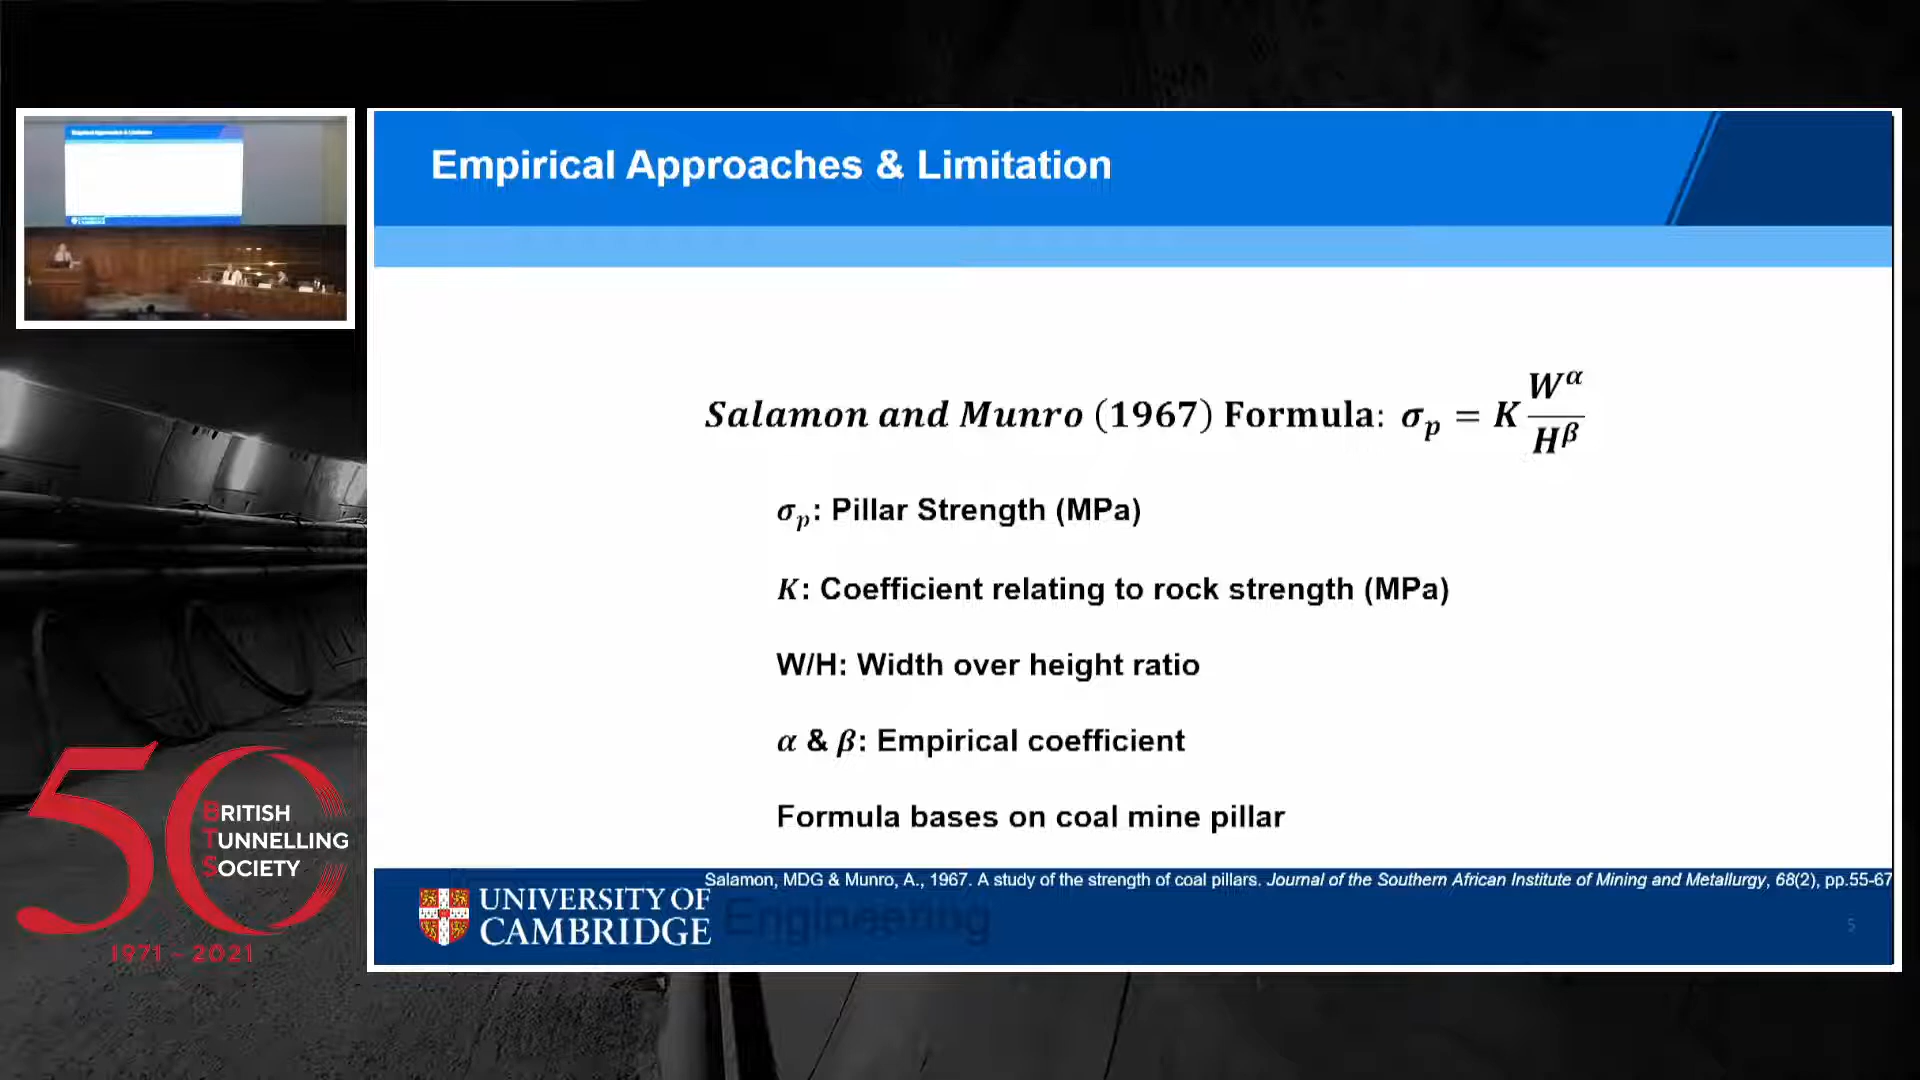 Empirical Approaches & Limitation
Salamon and Munro (1967) Formula: σₚ = K W^α / H^β
σₚ: Pillar Strength (MPa)
K: Coefficient relating to rock strength (MPa)
W/H: Width over height ratio
α & β: Empirical coefficient
Formula bases on coal mine pillar
Salamon, MDG & Munro, A., 1967. A study of the strength of coal pillars. Journal of the Southern African Institute of Mining and Metallurgy, 68(2), pp.55-67
UNIVERSITY OF
CAMBRIDGE
Engineering
5
50
BRITISH
TUNNELLING
SOCIETY
1971 – 2021